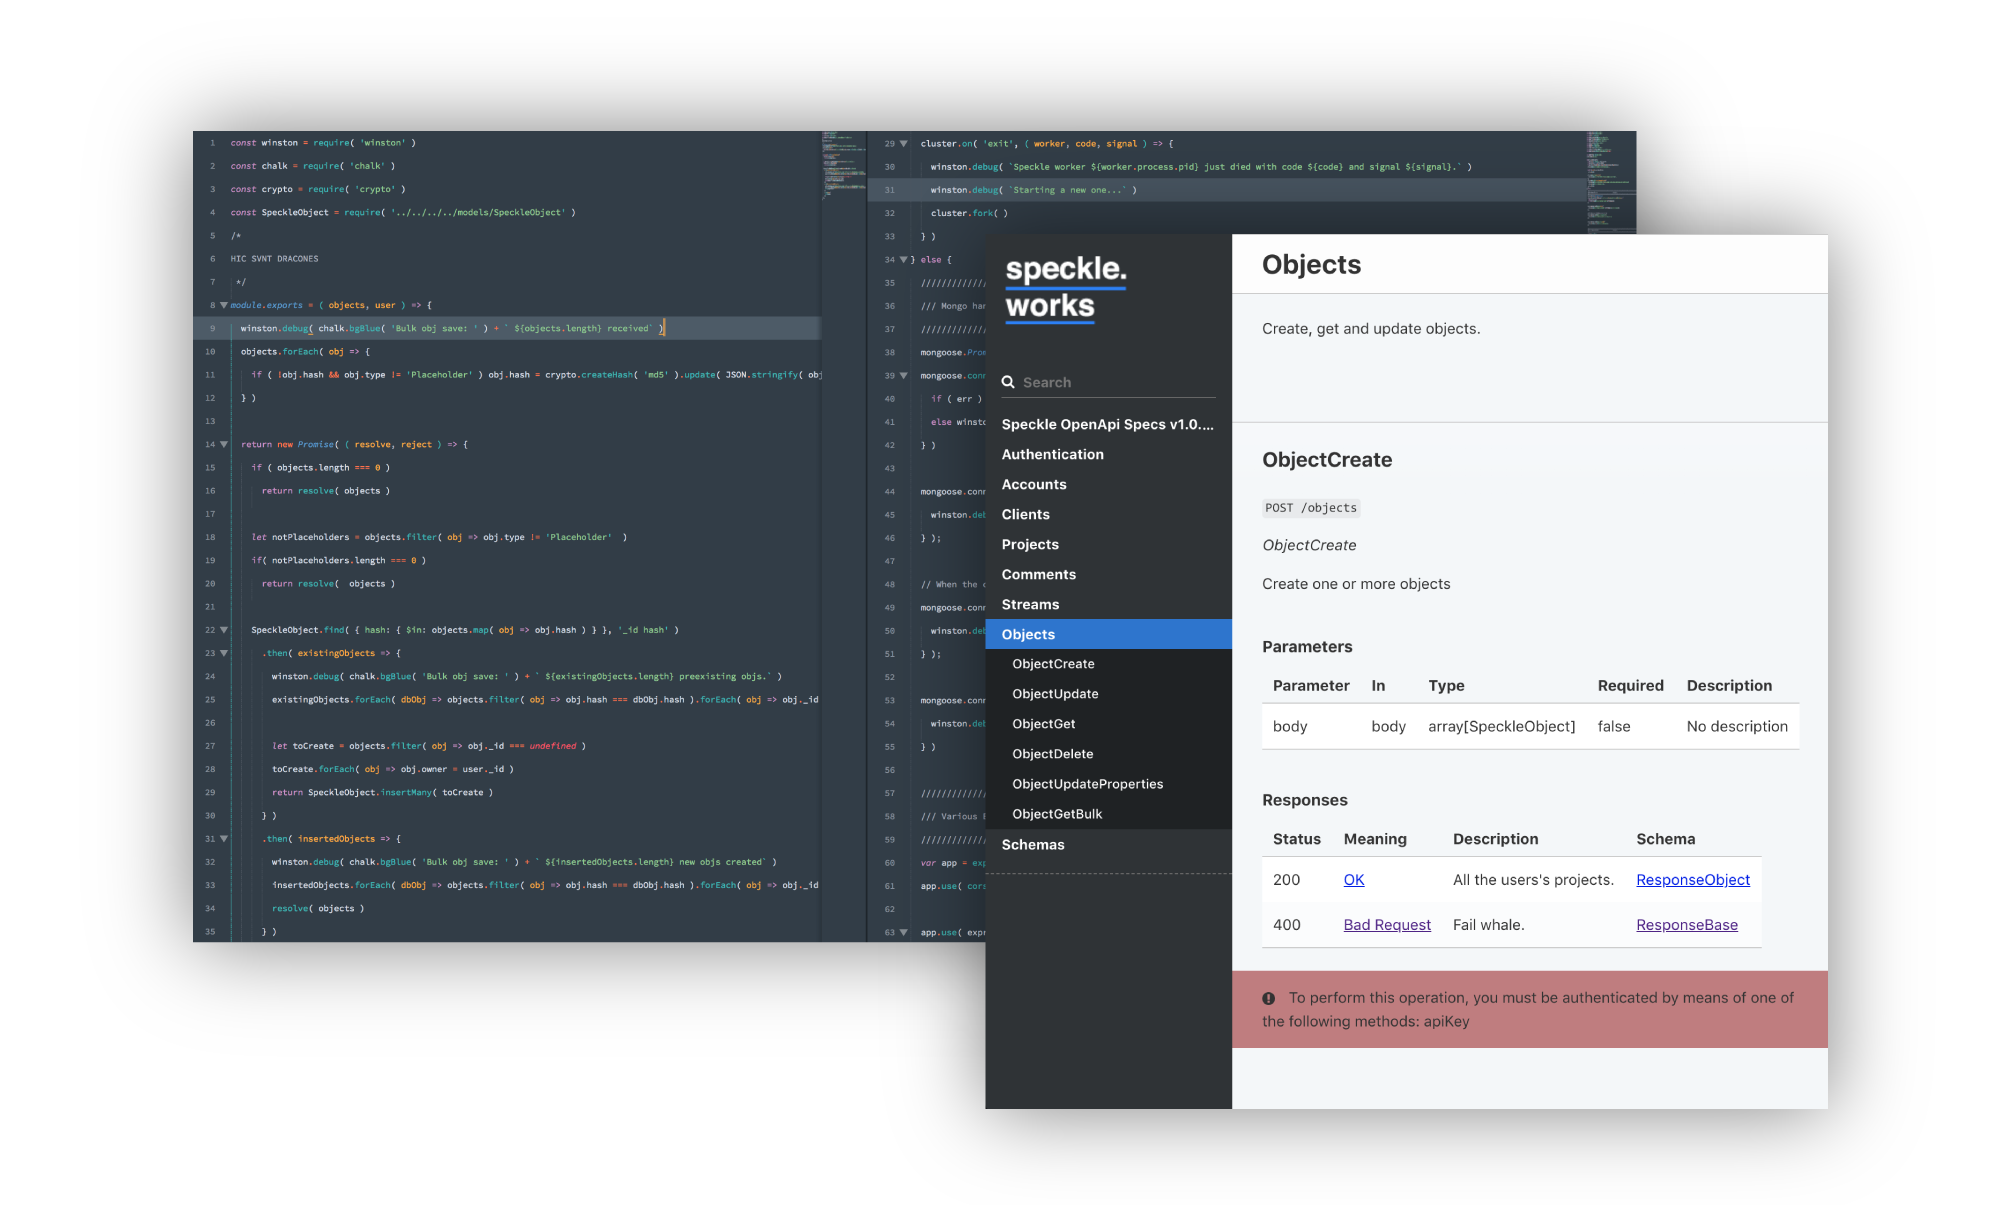 1 const winston = require( 'winston' )
2 const chalk = require( 'chalk' )
3 const crypto = require( 'crypto' )
4 const SpeckleObject = require( '../../../../models/SpeckleObject' )
5 /*
6 HIC SVNT DRACONES
7 */
8 module.exports = ( objects, user ) => {
9 winston.debug( chalk.bgBlue( 'Bulk obj save: ' ) + ` ${objects.length} received` )
10 objects.forEach( obj => {
11 if ( !obj.hash && obj.type != 'Placeholder' ) obj.hash = crypto.createHash( 'md5' ).update( JSON.stringify( obj
12 } )
13
14 return new Promise( ( resolve, reject ) => {
15 if ( objects.length === 0 )
16 return resolve( objects )
17
18 let notPlaceholders = objects.filter( obj => obj.type != 'Placeholder'  )
19 if( notPlaceholders.length === 0 )
20 return resolve(  objects )
21
22 SpeckleObject.find( { hash: { $in: objects.map( obj => obj.hash ) } }, '_id hash' )
23 .then( existingObjects => {
24 winston.debug( chalk.bgBlue( 'Bulk obj save: ' ) + ` ${existingObjects.length} preexisting objs.` )
25 existingObjects.forEach( dbObj => objects.filter( obj => obj.hash === dbObj.hash ).forEach( obj => obj._id
26
27 let toCreate = objects.filter( obj => obj._id === undefined )
28 toCreate.forEach( obj => obj.owner = user._id )
29 return SpeckleObject.insertMany( toCreate )
30 } )
31 .then( insertedObjects => {
32 winston.debug( chalk.bgBlue( 'Bulk obj save: ' ) + ` ${insertedObjects.length} new objs created` )
33 insertedObjects.forEach( dbObj => objects.filter( obj => obj.hash === dbObj.hash ).forEach( obj => obj._id
34 resolve( objects )
35 } )
29 cluster.on( 'exit', ( worker, code, signal ) => {
30 winston.debug( `Speckle worker ${worker.process.pid} just died with code ${code} and signal ${signal}.` )
31 winston.debug( `Starting a new one...` )
32 cluster.fork( )
33 } )
34 } else {
35 /////////////
36 /// Mongo han
37 /////////////
38 mongoose.Prom
39 mongoose.conn
40 if ( err )
41 else winsto
42 } )
43
44 mongoose.conn
45 winston.deb
46 } );
47
48 // When the c
49 mongoose.conn
50 winston.deb
51 } );
52
53 mongoose.conn
54 winston.deb
55 } )
56
57 /////////////
58 /// Various E
59 /////////////
60 var app = exp
61 app.use( cors
62
63 app.use( expr
speckle.
works
Search
Speckle OpenApi Specs v1.0....
Authentication
Accounts
Clients
Projects
Comments
Streams
Objects
ObjectCreate
ObjectUpdate
ObjectGet
ObjectDelete
ObjectUpdateProperties
ObjectGetBulk
Schemas
Objects
Create, get and update objects.
ObjectCreate
POST /objects
ObjectCreate
Create one or more objects
Parameters
Parameter In Type Required Description
body body array[SpeckleObject] false No description
Responses
Status Meaning Description Schema
200 OK All the users's projects. ResponseObject
400 Bad Request Fail whale. ResponseBase
To perform this operation, you must be authenticated by means of one of
the following methods: apiKey